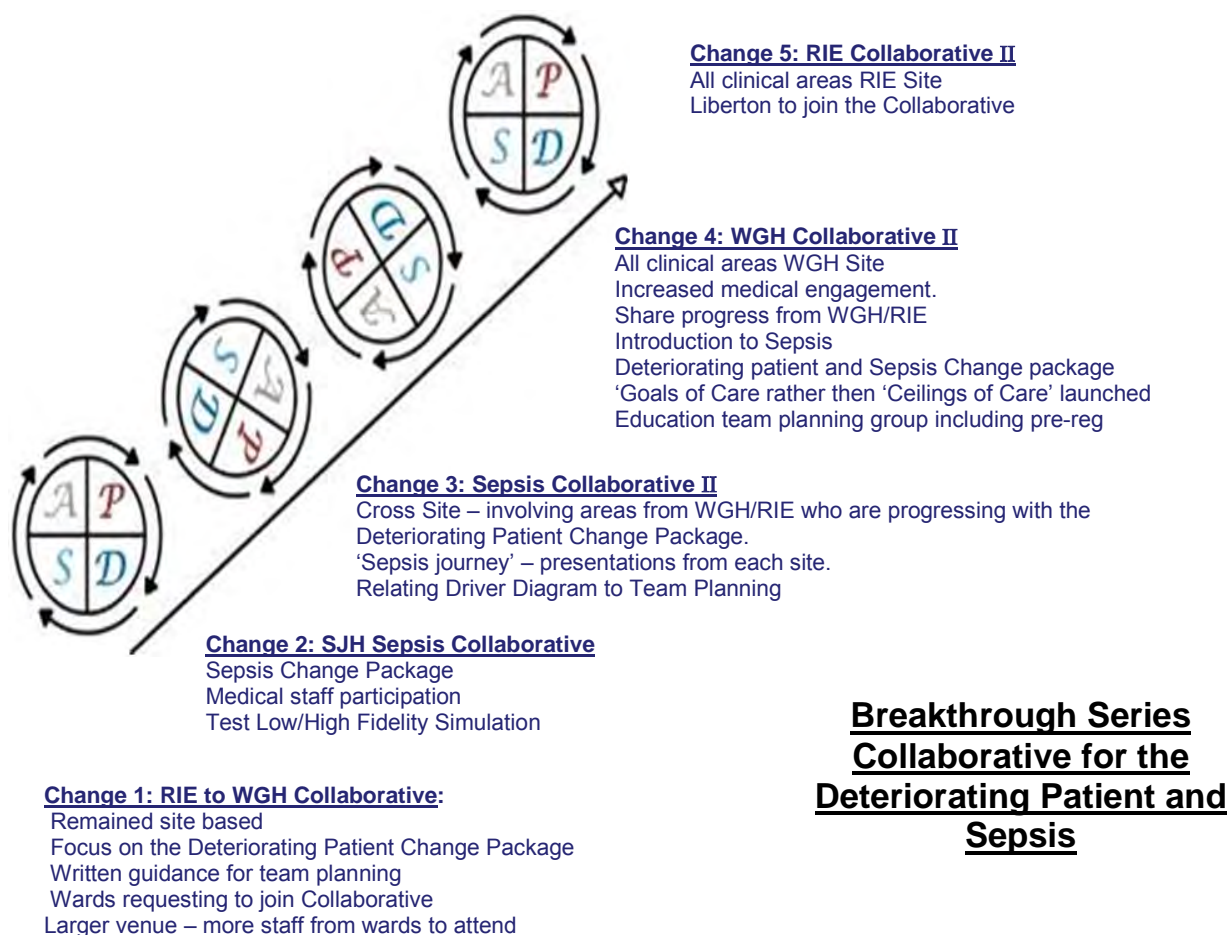 Change 5: RIE Collaborative II
All clinical areas RIE Site
Liberton to join the Collaborative
A P
S D
Change 4: WGH Collaborative II
All clinical areas WGH Site
Increased medical engagement.
Share progress from WGH/RIE
Introduction to Sepsis
Deteriorating patient and Sepsis Change package
‘Goals of Care rather then ‘Ceilings of Care’ launched
Education team planning group including pre-reg
D
P S
A
Change 3: Sepsis Collaborative II
Cross Site – involving areas from WGH/RIE who are progressing with the
Deteriorating Patient Change Package.
‘Sepsis journey’ – presentations from each site.
Relating Driver Diagram to Team Planning
S A
D P
Change 2: SJH Sepsis Collaborative
Sepsis Change Package
Medical staff participation
Test Low/High Fidelity Simulation
A P
S D
Change 1: RIE to WGH Collaborative:
Remained site based
Focus on the Deteriorating Patient Change Package
Written guidance for team planning
Wards requesting to join Collaborative
Larger venue – more staff from wards to attend
Breakthrough Series
Collaborative for the
Deteriorating Patient and
Sepsis